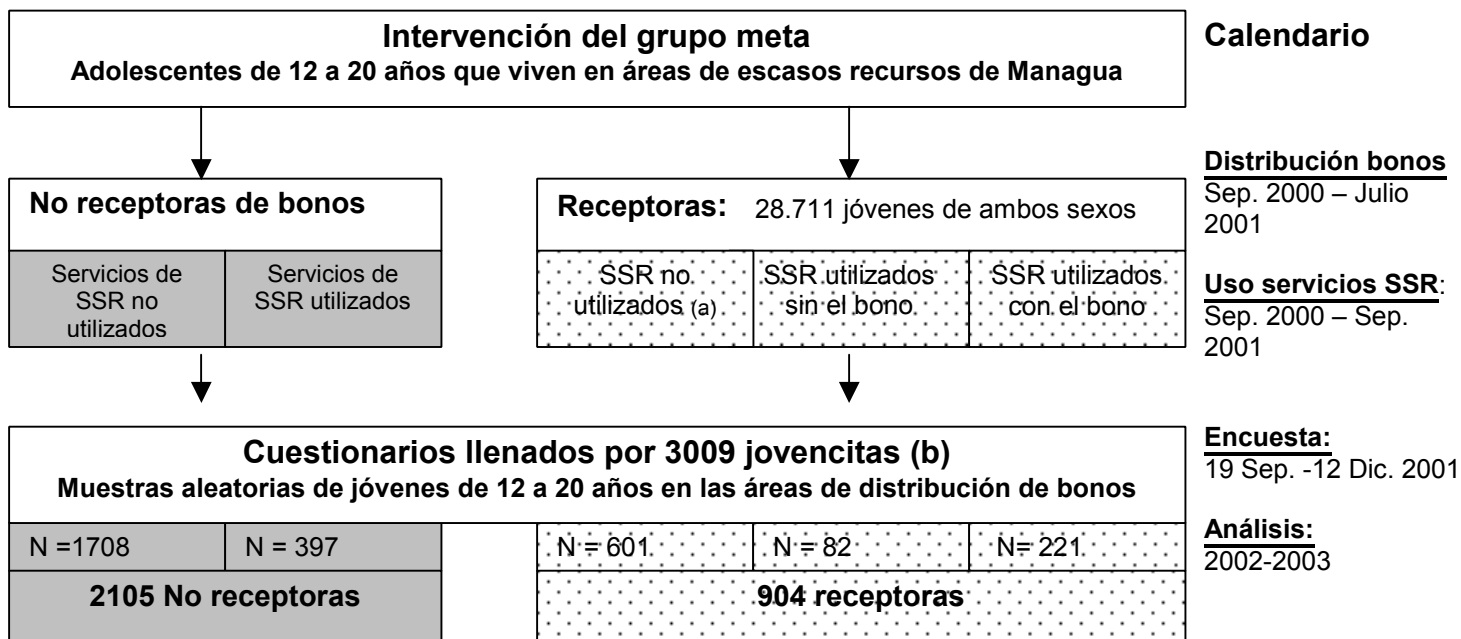 Intervención del grupo meta
Adolescentes de 12 a 20 años que viven en áreas de escasos recursos de Managua
Calendario
No receptoras de bonos
Receptoras: 28.711 jóvenes de ambos sexos
Distribución bonos
Sep. 2000 – Julio
2001
Servicios de
SSR no
utilizados
Servicios de
SSR utilizados
SSR no
utilizados (a)
SSR utilizados
sin el bono
SSR utilizados
con el bono
Uso servicios SSR:
Sep. 2000 – Sep.
2001
Cuestionarios llenados por 3009 jovencitas (b)
Muestras aleatorias de jóvenes de 12 a 20 años en las áreas de distribución de bonos
Encuesta:
19 Sep. -12 Dic. 2001
N =1708
N = 397
N = 601
N = 82
N= 221
2105 No receptoras
904 receptoras
Análisis:
2002-2003